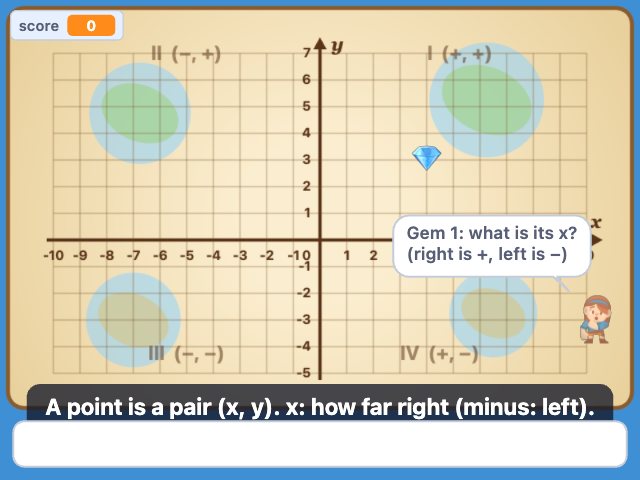 score 0
II (−, +)
I (+, +)
y
7
6
5
4
3
2
1
x
-10 -9 -8 -7 -6 -5 -4 -3 -2 -1 0 1 2
-1
-2
-3
-4
-5
Gem 1: what is its x?
(right is +, left is −)
III (−, −)
IV (+, −)
A point is a pair (x, y). x: how far right (minus: left).